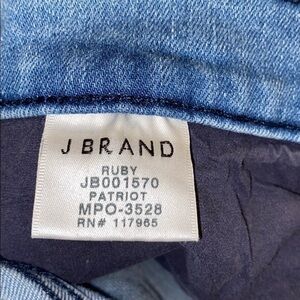 J BRAND
RUBY
JB001570
PATRIOT
MPO-3528
RN# 117965